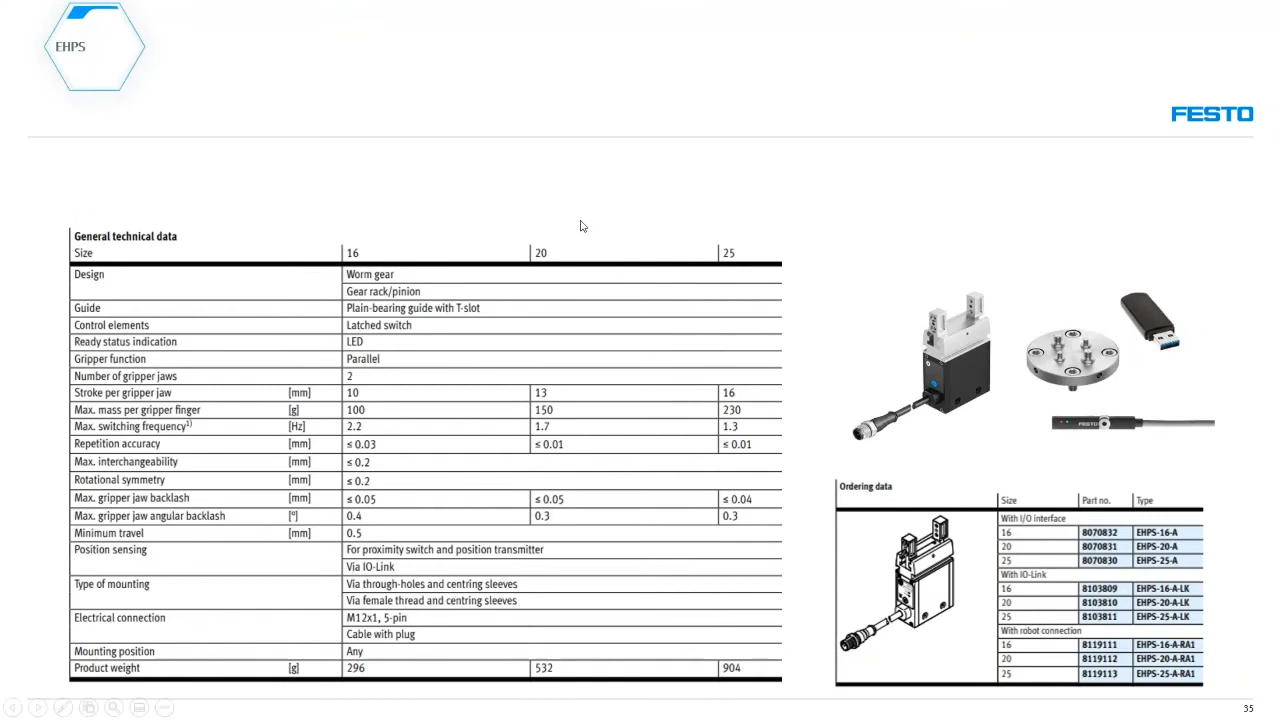 EHPS
FESTO
General technical data
Size 16 20 25
Design Worm gear
Gear rack/pinion
Guide Plain-bearing guide with T-slot
Control elements Latched switch
Ready status indication LED
Gripper function Parallel
Number of gripper jaws 2
Stroke per gripper jaw [mm] 10 13 16
Max. mass per gripper finger [g] 100 150 230
Max. switching frequency1) [Hz] 2.2 1.7 1.3
Repetition accuracy [mm] ≤ 0.03 ≤ 0.01 ≤ 0.01
Max. interchangeability [mm] ≤ 0.2
Rotational symmetry [mm] ≤ 0.2
Max. gripper jaw backlash [mm] ≤ 0.05 ≤ 0.05 ≤ 0.04
Max. gripper jaw angular backlash [°] 0.4 0.3 0.3
Minimum travel [mm] 0.5
Position sensing For proximity switch and position transmitter
Via IO-Link
Type of mounting Via through-holes and centring sleeves
Via female thread and centring sleeves
Electrical connection M12x1, 5-pin
Cable with plug
Mounting position Any
Product weight [g] 296 532 904
FESTO
Ordering data
Size Part no. Type
With I/O interface
16 8070832 EHPS-16-A
20 8070831 EHPS-20-A
25 8070830 EHPS-25-A
With IO-Link
16 8103809 EHPS-16-A-LK
20 8103810 EHPS-20-A-LK
25 8103811 EHPS-25-A-LK
With robot connection
16 8119111 EHPS-16-A-RA1
20 8119112 EHPS-20-A-RA1
25 8119113 EHPS-25-A-RA1
35